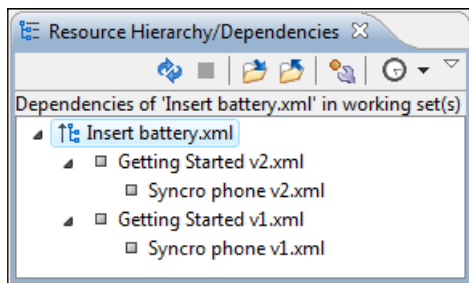 Resource Hierarchy/Dependencies
Dependencies of 'Insert battery.xml' in working set(s)
Insert battery.xml
Getting Started v2.xml
Syncro phone v2.xml
Getting Started v1.xml
Syncro phone v1.xml